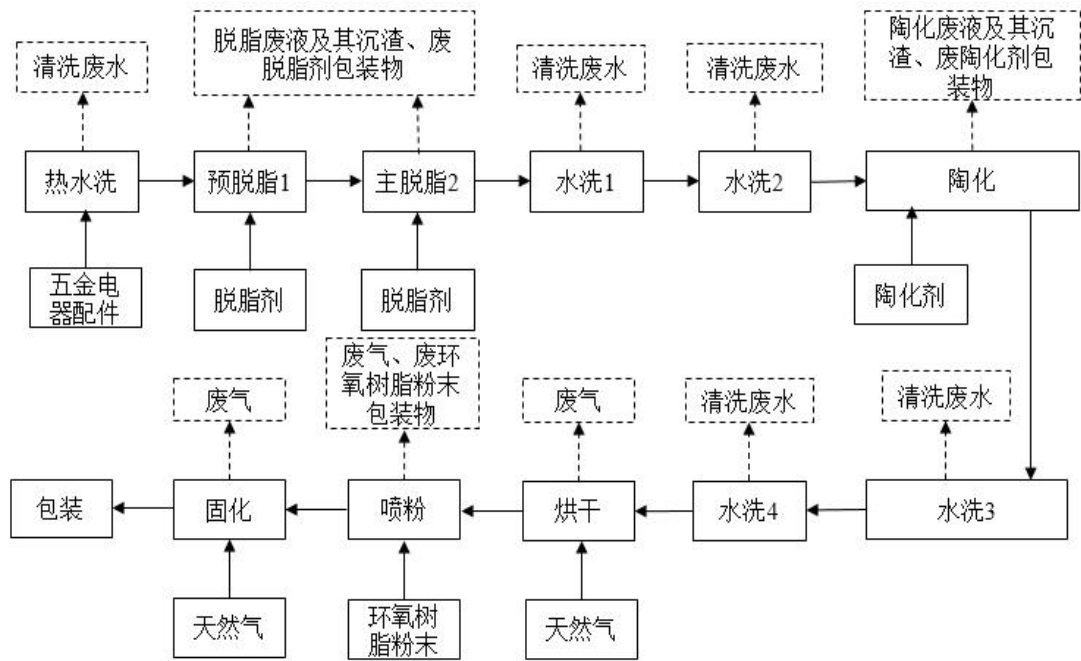 清洗废水
脱脂废液及其沉渣、废
脱脂剂包装物
清洗废水
清洗废水
陶化废液及其沉
渣、废陶化剂包
装物
热水洗
预脱脂1
主脱脂2
水洗1
水洗2
陶化
五金电
器配件
脱脂剂
脱脂剂
陶化剂
废气
废气、废环
氧树脂粉末
包装物
废气
清洗废水
清洗废水
包装
固化
喷粉
烘干
水洗4
水洗3
天然气
环氧树
脂粉末
天然气